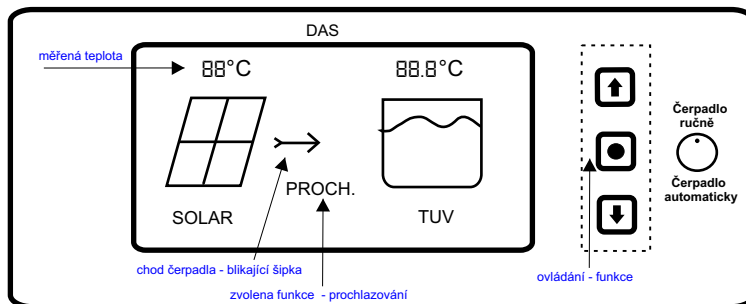 DAS
měřená teplota
88°C
88.8°C
Čerpadlo
ručně
Čerpadlo
automaticky
PROCH.
SOLAR
TUV
chod čerpadla - blikající šipka
ovládání - funkce
zvolena funkce - prochlazování